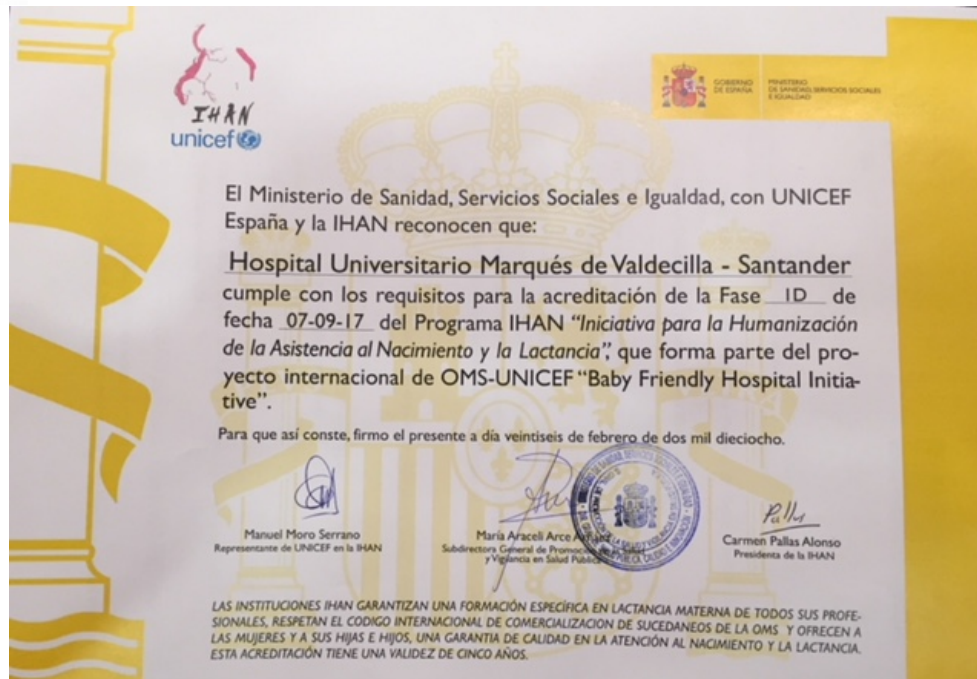 IHAN
unicef
GOBIERNO
DE ESPAÑA
MINISTERIO
DE SANIDAD, SERVICIOS SOCIALES
E IGUALDAD
El Ministerio de Sanidad, Servicios Sociales e Igualdad, con UNICEF
España y la IHAN reconocen que:
Hospital Universitario Marqués de Valdecilla - Santander
cumple con los requisitos para la acreditación de la Fase 1D de
fecha 07-09-17 del Programa IHAN "Iniciativa para la Humanización
de la Asistencia al Nacimiento y la Lactancia", que forma parte del pro-
yecto internacional de OMS-UNICEF "Baby Friendly Hospital Initia-
tive".
Para que así conste, firmo el presente a día veintiseis de febrero de dos mil dieciocho.
Manuel Moro Serrano
Representante de UNICEF en la IHAN
María Araceli Arce
Subdirectora General de Promoción
y Vigilancia en Salud Pública
Carmen Pallas Alonso
Presidenta de la IHAN
LAS INSTITUCIONES IHAN GARANTIZAN UNA FORMACIÓN ESPECÍFICA EN LACTANCIA MATERNA DE TODOS SUS PROFE-
SIONALES, RESPETAN EL CODIGO INTERNACIONAL DE COMERCIALIZACION DE SUCEDANEOS DE LA OMS Y OFRECEN A
LAS MUJERES Y A SUS HIJAS E HIJOS, UNA GARANTIA DE CALIDAD EN LA ATENCIÓN AL NACIMIENTO Y LA LACTANCIA.
ESTA ACREDITACIÓN TIENE UNA VALIDEZ DE CINCO AÑOS.